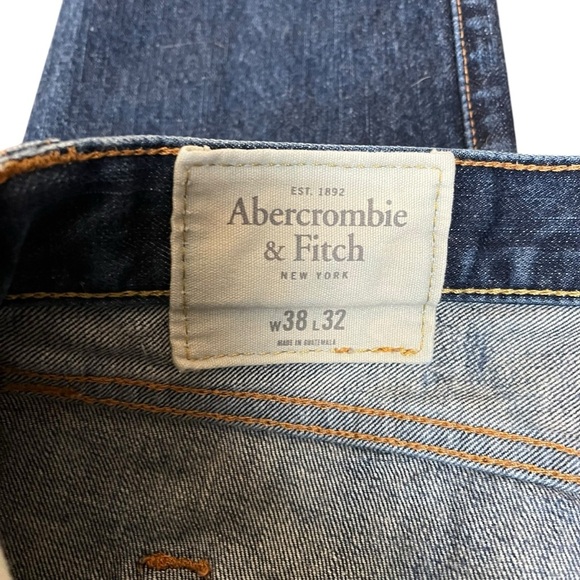 EST. 1892
Abercrombie
& Fitch
NEW YORK
W38 L32
MADE IN GUATEMALA